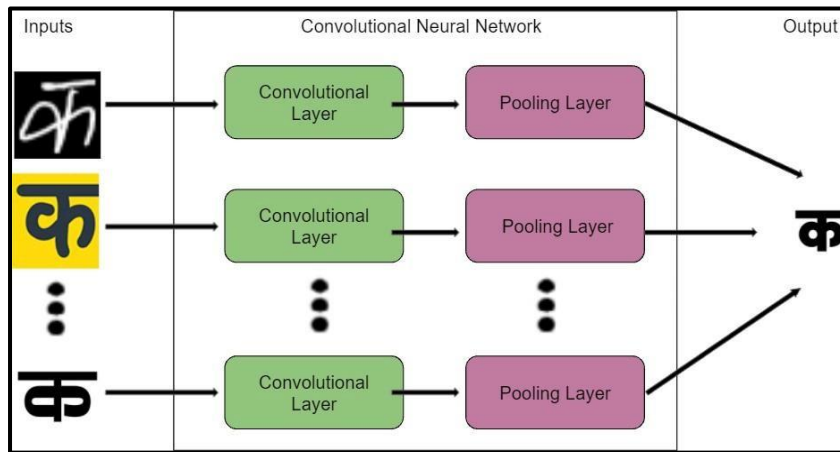 Inputs Convolutional Neural Network Output
क Convolutional Layer Pooling Layer
क Convolutional Layer Pooling Layer
क
क Convolutional Layer Pooling Layer